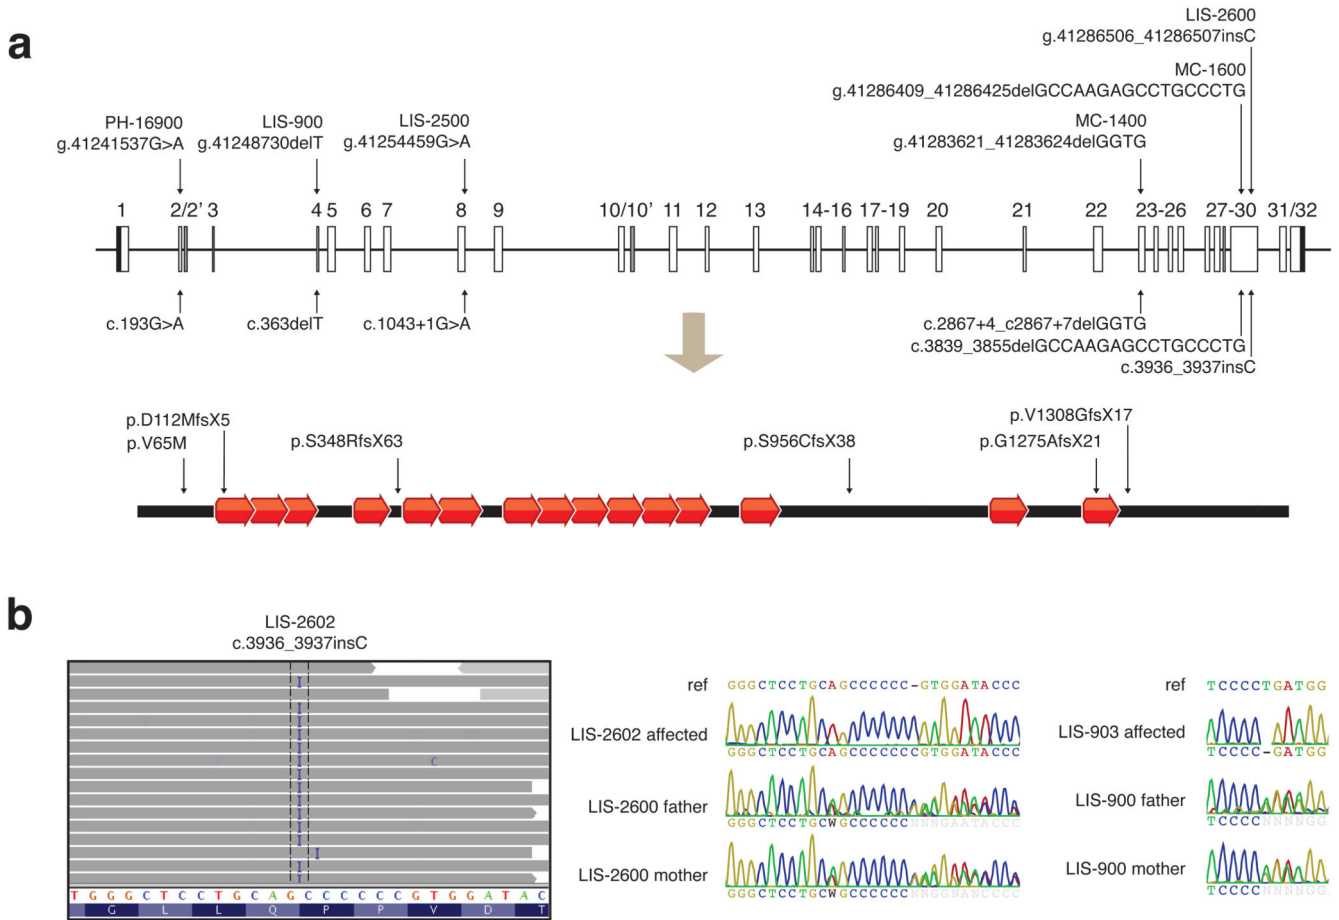 a
LIS-2600
g.41286506_41286507insC
MC-1600
g.41286409_41286425delGCCAAGAGCCTGCCCTG
PH-16900
LIS-900
LIS-2500
MC-1400
g.41241537G>A
g.41248730delT
g.41254459G>A
g.41283621_41283624delGGTG
1
2/2'
3
4
5
6
7
8
9
10/10'
11
12
13
14-16
17-19
20
21
22
23-26
27-30
31/32
c.193G>A
c.363delT
c.1043+1G>A
c.2867+4_c2867+7delGGTG
c.3839_3855delGCCAAGAGCCTGCCCTG
c.3936_3937insC
p.D112MfsX5
p.V65M
p.S348RfsX63
p.S956CfsX38
p.V1308GfsX17
p.G1275AfsX21
b
LIS-2602
c.3936_3937insC
I
I
I
I
I
I C
I
I
I
I
I
I
I
T G G G C T C C T G C A G C C C C C C G T G G A T A C
G L L Q P P V D T
ref
GGGCTCCTGCAGCCCCCC-GTGGATACCC
LIS-2602 affected
GGGCTCCTGCAGCCCCCCCGTGGATACCC
LIS-2600 father
GGGCTCCTGCWGCCCCCCNNNGAATACCC
LIS-2600 mother
GGGCTCCTGCWGCCCCCCNNGGNANCCCC
ref
TCCCCTGATGG
LIS-903 affected
TCCCC-GATGG
LIS-900 father
TCCCCNNNNGG
LIS-900 mother
TCCCCNNNNGG